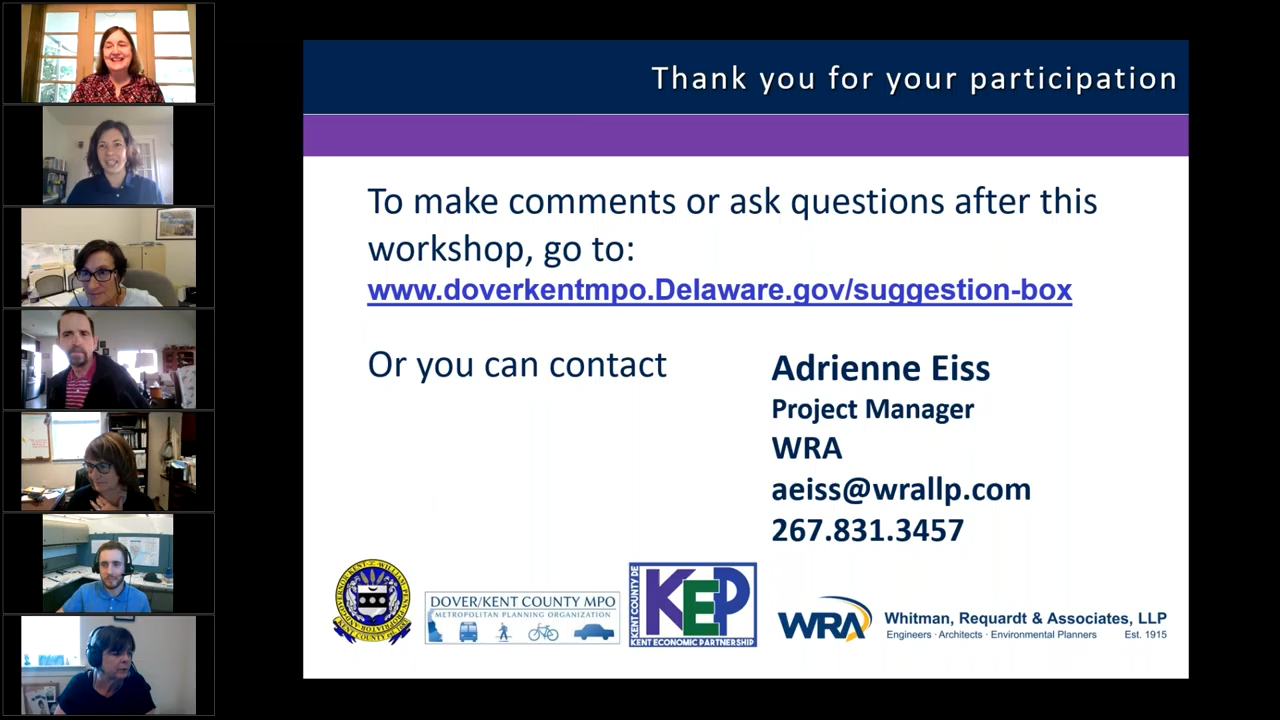 Thank you for your participation
To make comments or ask questions after this
workshop, go to:
www.doverkentmpo.Delaware.gov/suggestion-box
Or you can contact
Adrienne Eiss
Project Manager
WRA
aeiss@wrallp.com
267.831.3457
DOVER/KENT COUNTY MPO
METROPOLITAN PLANNING ORGANIZATION
KENT COUNTY DE
KEP
KENT ECONOMIC PARTNERSHIP
WRA
Whitman, Requardt & Associates, LLP
Engineers · Architects · Environmental Planners Est. 1915